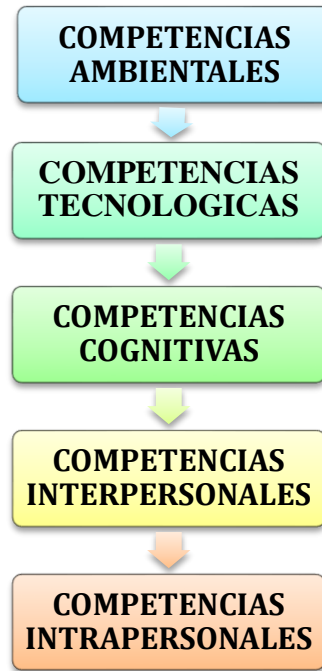 COMPETENCIAS
AMBIENTALES
COMPETENCIAS
TECNOLOGICAS
COMPETENCIAS
COGNITIVAS
COMPETENCIAS
INTERPERSONALES
COMPETENCIAS
INTRAPERSONALES